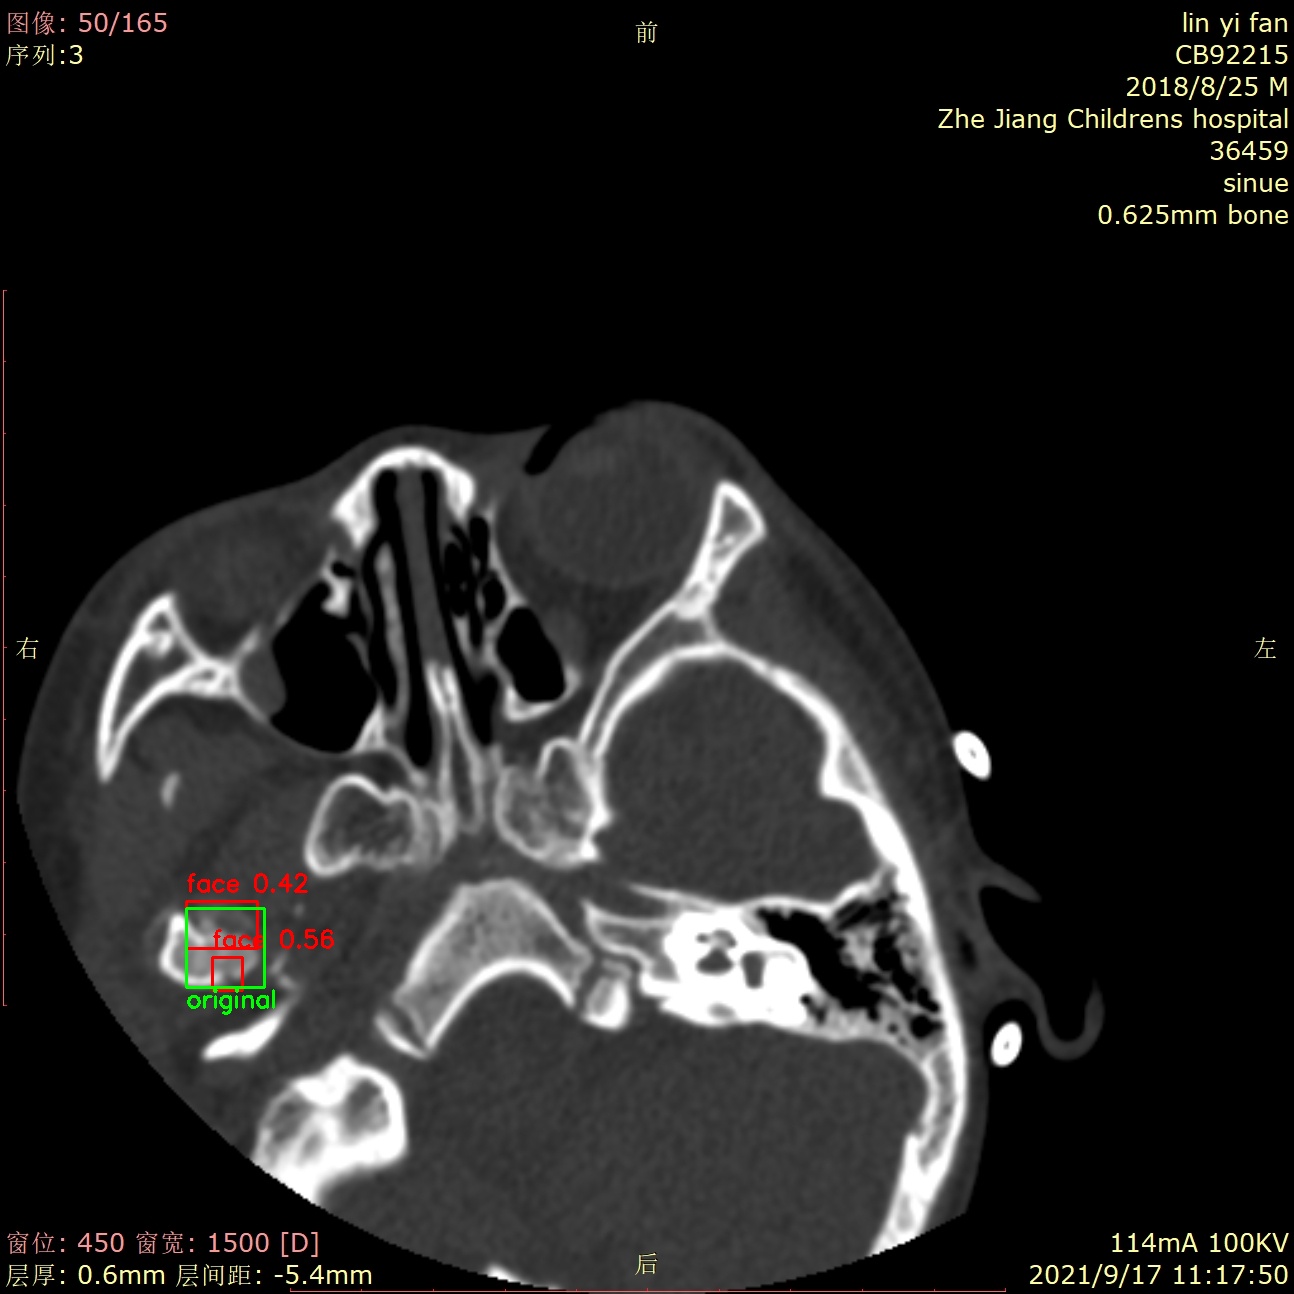 图像: 50/165
序列:3
前
lin yi fan
CB92215
2018/8/25 M
Zhe Jiang Childrens hospital
36459
sinue
0.625mm bone
右
左
face 0.42
face 0.56
original
窗位: 450 窗宽: 1500 [D]
层厚: 0.6mm 层间距: -5.4mm
后
114mA 100KV
2021/9/17 11:17:50